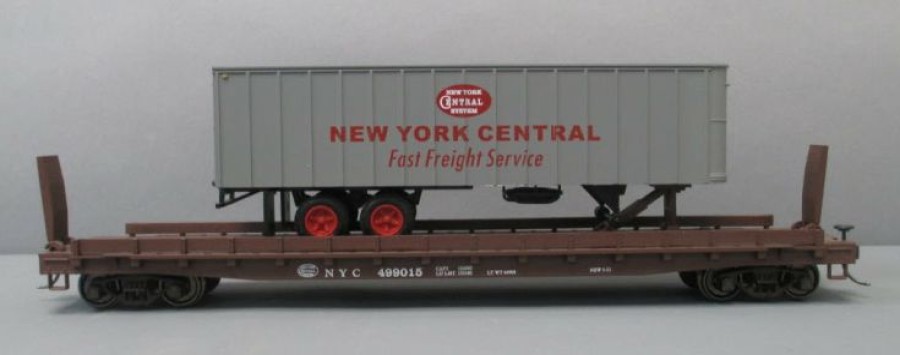 NEW YORK
CENTRAL
SYSTEM
NEW YORK CENTRAL
Fast Freight Service
NYC 499015